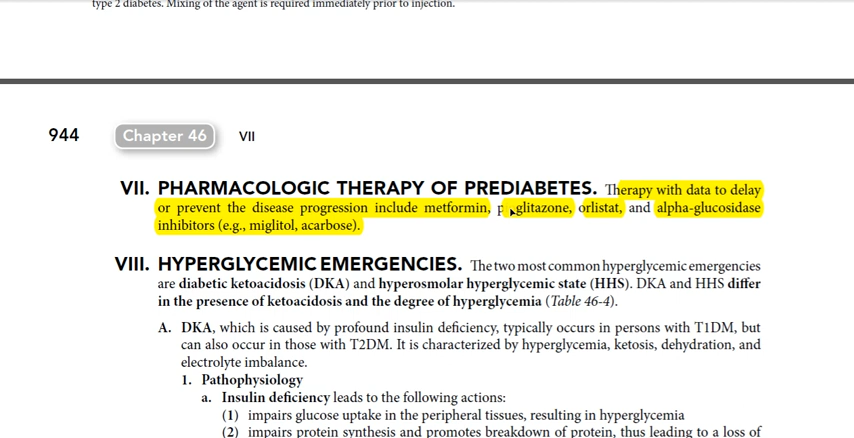 type 2 diabetes. Mixing of the agent is required immediately prior to injection.
944 Chapter 46 VII
VII. PHARMACOLOGIC THERAPY OF PREDIABETES. Therapy with data to delay
or prevent the disease progression include metformin, pioglitazone, orlistat, and alpha-glucosidase
inhibitors (e.g., miglitol, acarbose).
VIII. HYPERGLYCEMIC EMERGENCIES. The two most common hyperglycemic emergencies
are diabetic ketoacidosis (DKA) and hyperosmolar hyperglycemic state (HHS). DKA and HHS differ
in the presence of ketoacidosis and the degree of hyperglycemia (Table 46-4).
A. DKA, which is caused by profound insulin deficiency, typically occurs in persons with T1DM, but
can also occur in those with T2DM. It is characterized by hyperglycemia, ketosis, dehydration, and
electrolyte imbalance.
1. Pathophysiology
a. Insulin deficiency leads to the following actions:
(1) impairs glucose uptake in the peripheral tissues, resulting in hyperglycemia
(2) impairs protein synthesis and promotes breakdown of protein, thus leading to a loss of